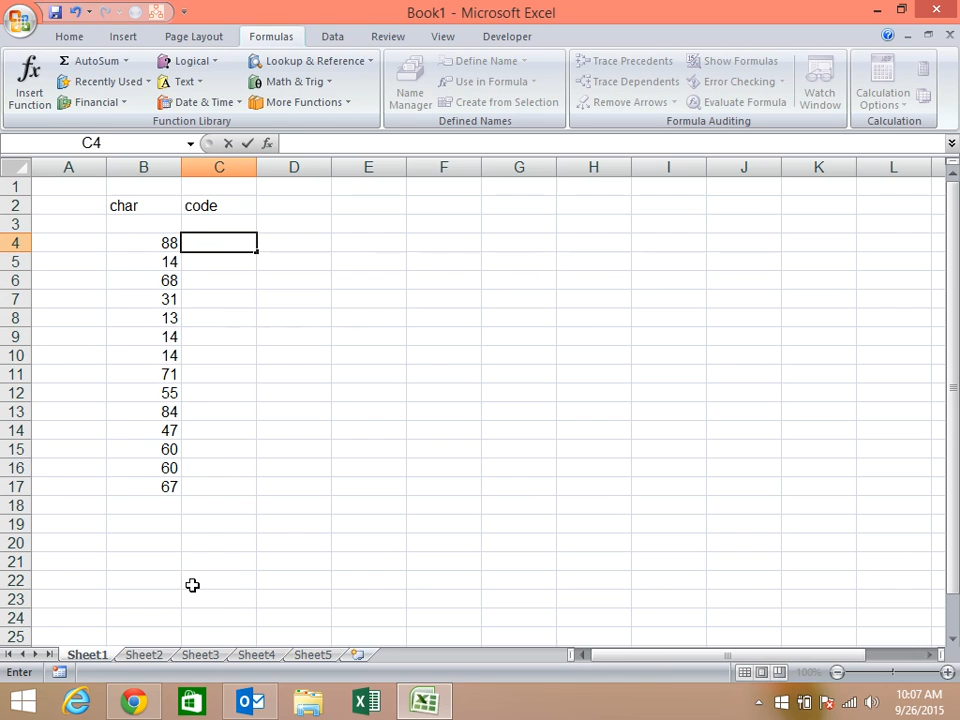 Book1 - Microsoft Excel
Home Insert Page Layout Formulas Data Review View Developer
fx Insert Function
Σ AutoSum
Recently Used
Financial
Logical
Text
Date & Time
Lookup & Reference
Math & Trig
More Functions
Function Library
Name Manager
Define Name
Use in Formula
Create from Selection
Defined Names
Trace Precedents
Trace Dependents
Remove Arrows
Show Formulas
Error Checking
Evaluate Formula
Formula Auditing
Watch Window
Calculation Options
Calculation
C4 fx
A B C D E F G H I J K L
1
2 char code
3
4 88
5 14
6 68
7 31
8 13
9 14
10 14
11 71
12 55
13 84
14 47
15 60
16 60
17 67
18
19
20
21
22
23
24
25
Sheet1 Sheet2 Sheet3 Sheet4 Sheet5
Enter 100%
10:07 AM
9/26/2015